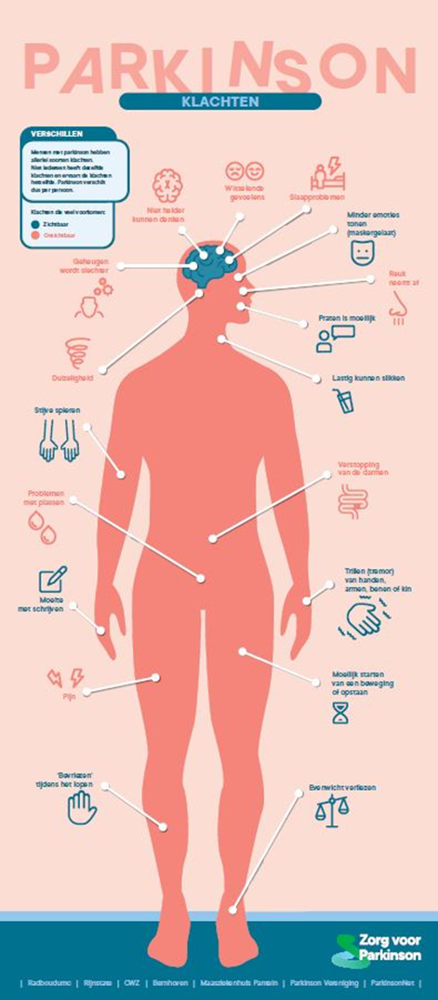 PARKINSON
KLACHTEN
VERSCHILLEN
Mensen met parkinson hebben
allerlei soorten klachten.
Niet iedereen heeft dezelfde
klachten en ervaart de klachten
hetzelfde. Parkinson verschilt
dus per persoon.
Klachten die veel voorkomen:
Zichtbaar
Onzichtbaar
Niet helder
kunnen denken
Wisselende
gevoelens
Slaapproblemen
Minder emoties
tonen
(maskergelaat)
Geheugen
wordt slechter
Reuk
neemt af
Praten is moeilijk
Duizeligheid
Lastig kunnen slikken
Stijve spieren
Verstopping
van de darmen
Problemen
met plassen
Trillen (tremor)
van handen,
armen, benen of kin
Moeite
met schrijven
Moeilijk starten
van een beweging
of opstaan
Pijn
'Bevriezen'
tijdens het lopen
Evenwicht verliezen
Zorg voor
Parkinson
| Radboudumc | Rijnstate | CWZ | Bernhoven | Maasziekenhuis Pantein | Parkinson Vereniging | ParkinsonNet |